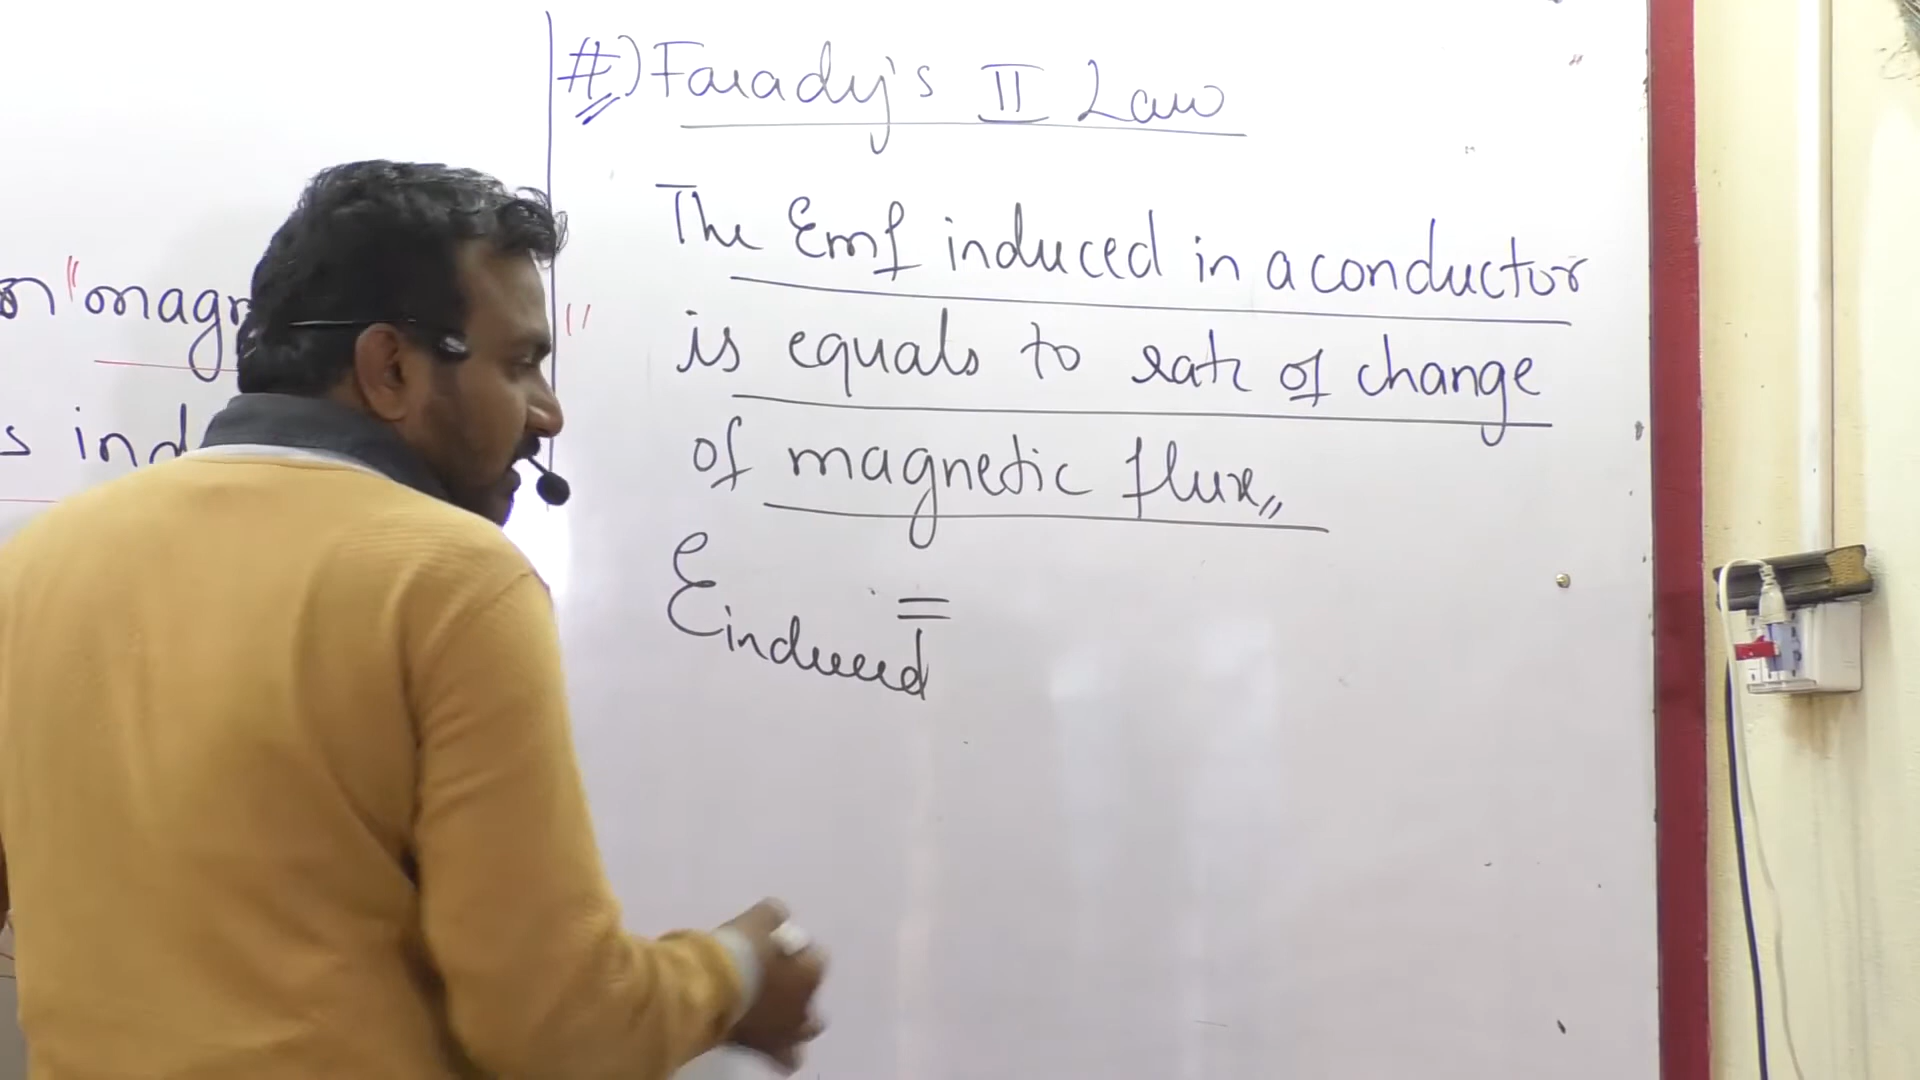 #) Farady's II Law
The Emf induced in a conductor
is equals to rate of change
of magnetic flux,,
Einduced =
"magn
s ind